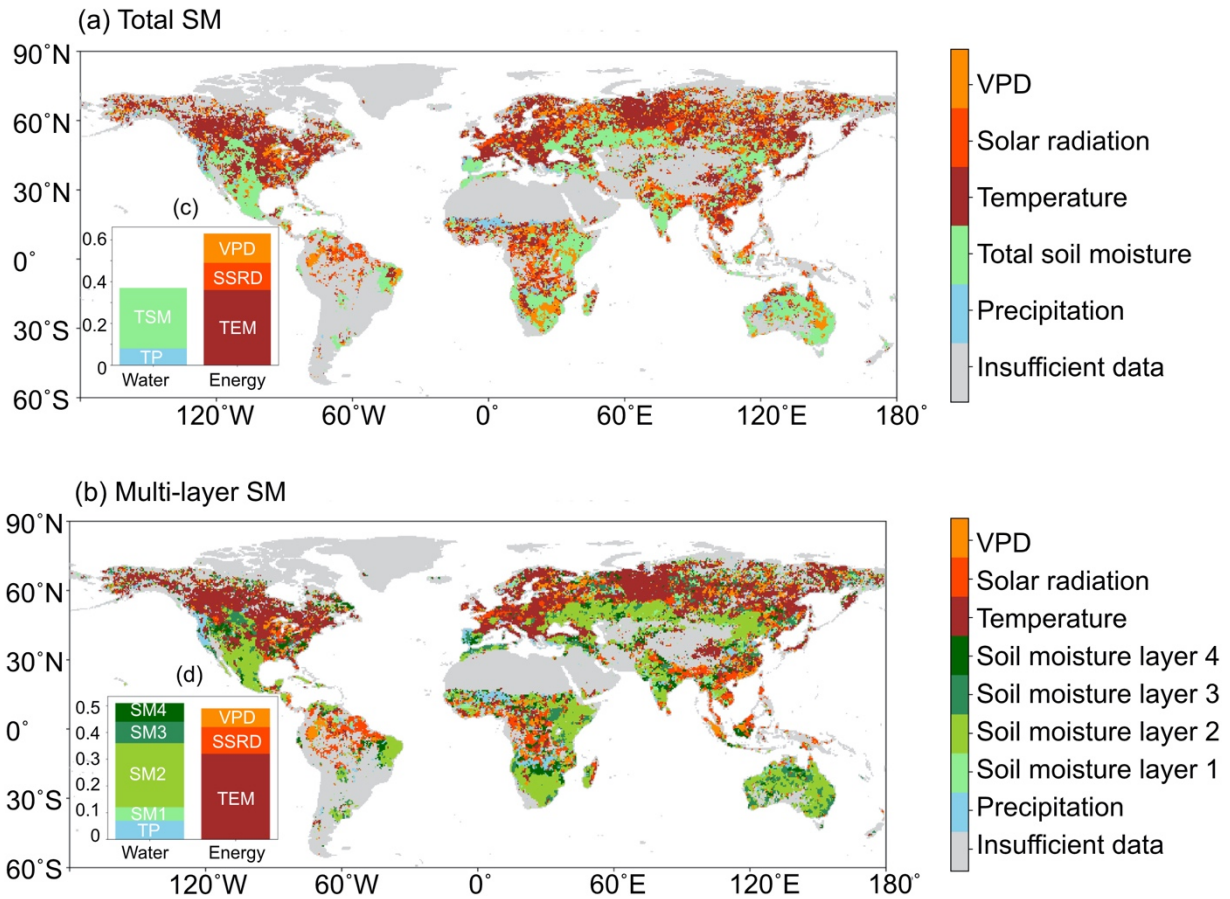 (a) Total SM
90°N
60°N
30°N
0°
30°S
60°S
120°W
60°W
0°
60°E
120°E
180°
(c)
0.6
0.4
0.2
0
VPD
SSRD
TEM
TSM
TP
Water
Energy
VPD
Solar radiation
Temperature
Total soil moisture
Precipitation
Insufficient data
(b) Multi-layer SM
90°N
60°N
30°N
0°
30°S
60°S
120°W
60°W
0°
60°E
120°E
180°
(d)
0.5
0.4
0.3
0.2
0.1
0
SM4
SM3
SM2
SM1
TP
VPD
SSRD
TEM
Water
Energy
VPD
Solar radiation
Temperature
Soil moisture layer 4
Soil moisture layer 3
Soil moisture layer 2
Soil moisture layer 1
Precipitation
Insufficient data